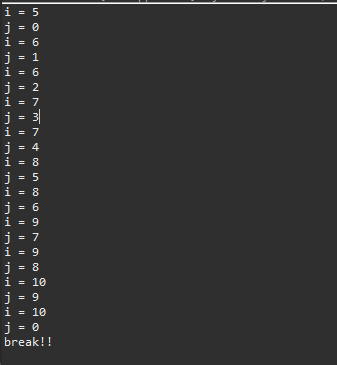 i = 5
j = 0
i = 6
j = 1
i = 6
j = 2
i = 7
j = 3
i = 7
j = 4
i = 8
j = 5
i = 8
j = 6
i = 9
j = 7
i = 9
j = 8
i = 10
j = 9
i = 10
j = 0
break!!